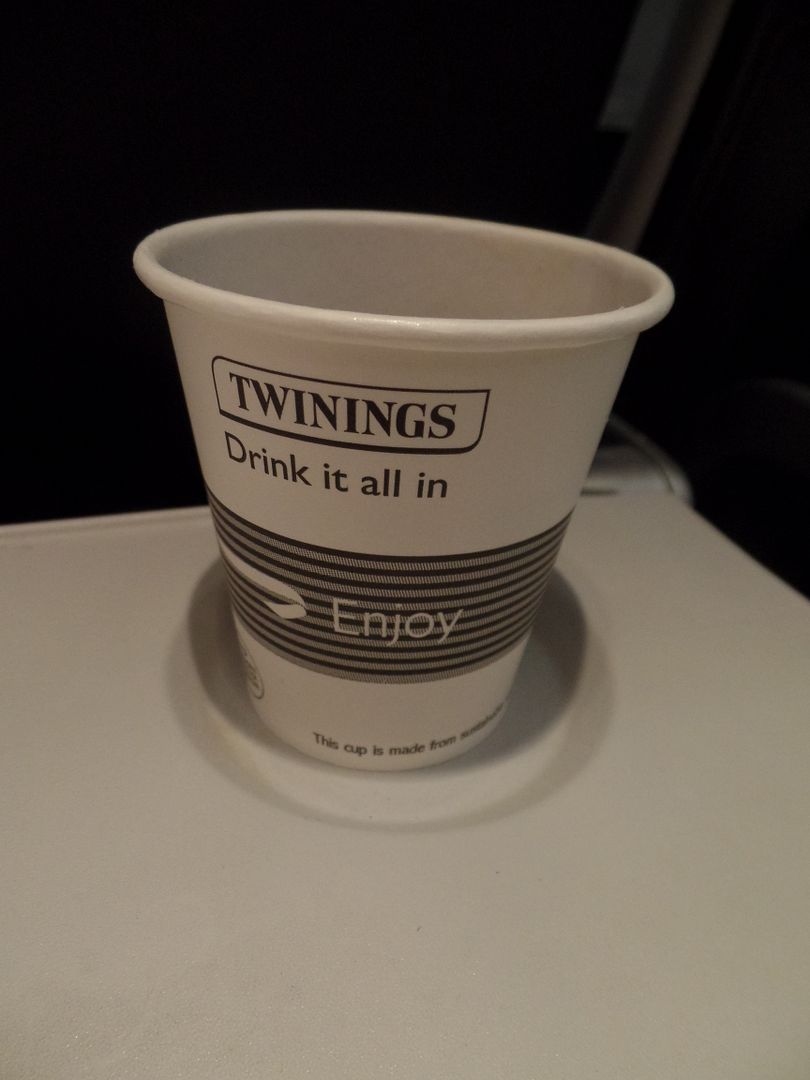 TWININGS
Drink it all in
Enjoy
This cup is made from